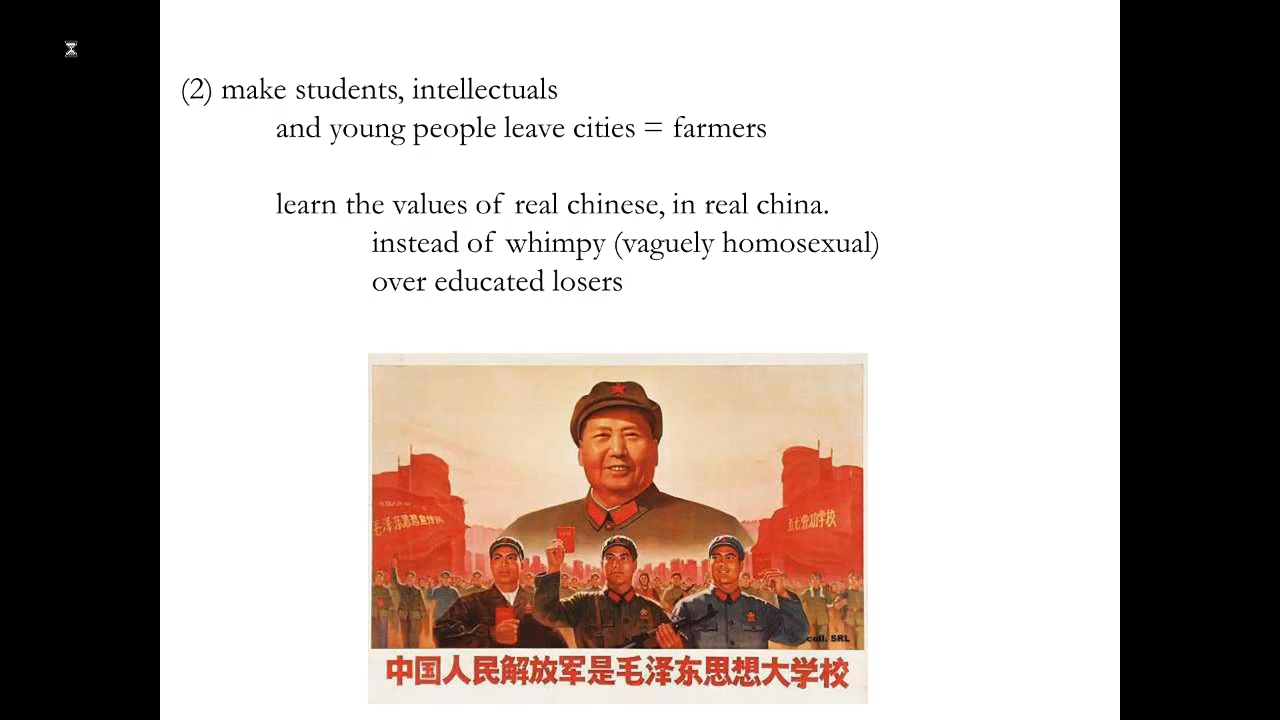 (2) make students, intellectuals
and young people leave cities = farmers
learn the values of real chinese, in real china.
instead of whimpy (vaguely homosexual)
over educated losers
coll. SRL
中国人民解放军是毛泽东思想大学校